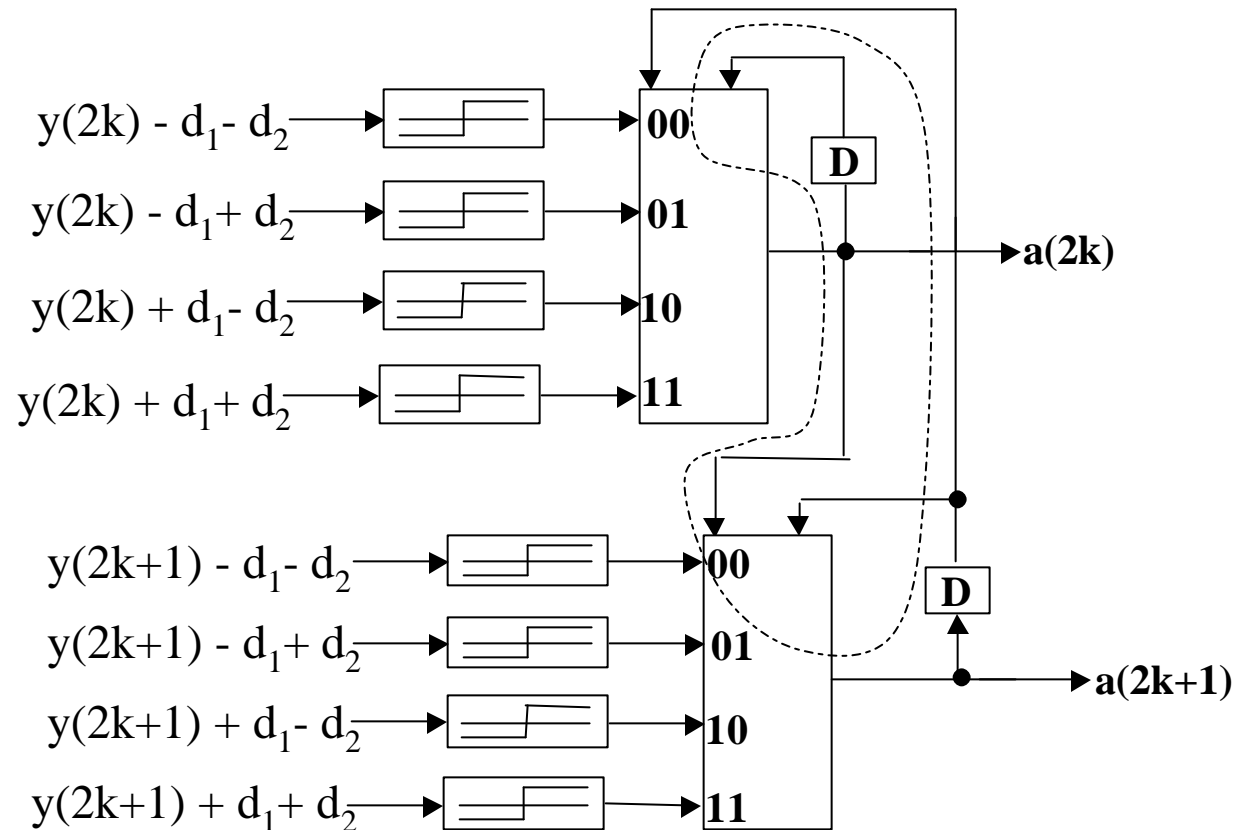 y(2k) - d₁- d₂
00
D
y(2k) - d₁+ d₂
01
a(2k)
y(2k) + d₁- d₂
10
y(2k) + d₁+ d₂
11
y(2k+1) - d₁- d₂
00
D
y(2k+1) - d₁+ d₂
01
a(2k+1)
y(2k+1) + d₁- d₂
10
y(2k+1) + d₁+ d₂
11